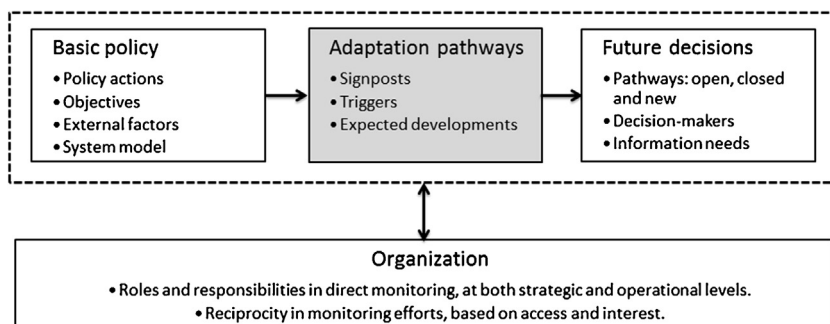 Basic policy
• Policy actions
• Objectives
• External factors
• System model
Adaptation pathways
• Signposts
• Triggers
• Expected developments
Future decisions
• Pathways: open, closed
and new
• Decision-makers
• Information needs
Organization
• Roles and responsibilities in direct monitoring, at both strategic and operational levels.
• Reciprocity in monitoring efforts, based on access and interest.